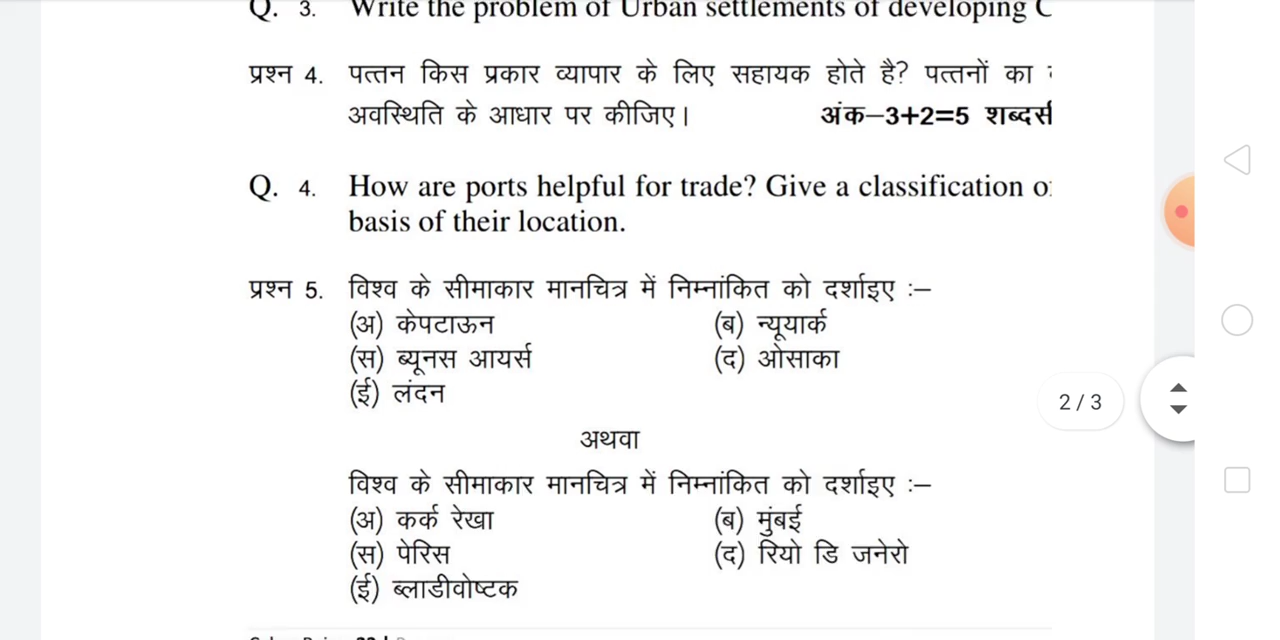 Q. 3. Write the problem of Urban settlements of developing C
प्रश्न 4. पत्तन किस प्रकार व्यापार के लिए सहायक होते है? पत्तनों का
अवस्थिति के आधार पर कीजिए। अंक–3+2=5 शब्दसी
Q. 4. How are ports helpful for trade? Give a classification o
basis of their location.
प्रश्न 5. विश्व के सीमाकार मानचित्र में निम्नांकित को दर्शाइए :–
(अ) केपटाऊन (ब) न्यूयार्क
(स) ब्यूनस आयर्स (द) ओसाका
(ई) लंदन
2 / 3
अथवा
विश्व के सीमाकार मानचित्र में निम्नांकित को दर्शाइए :–
(अ) कर्क रेखा (ब) मुंबई
(स) पेरिस (द) रियो डि जनेरो
(ई) ब्लाडीवोष्टक